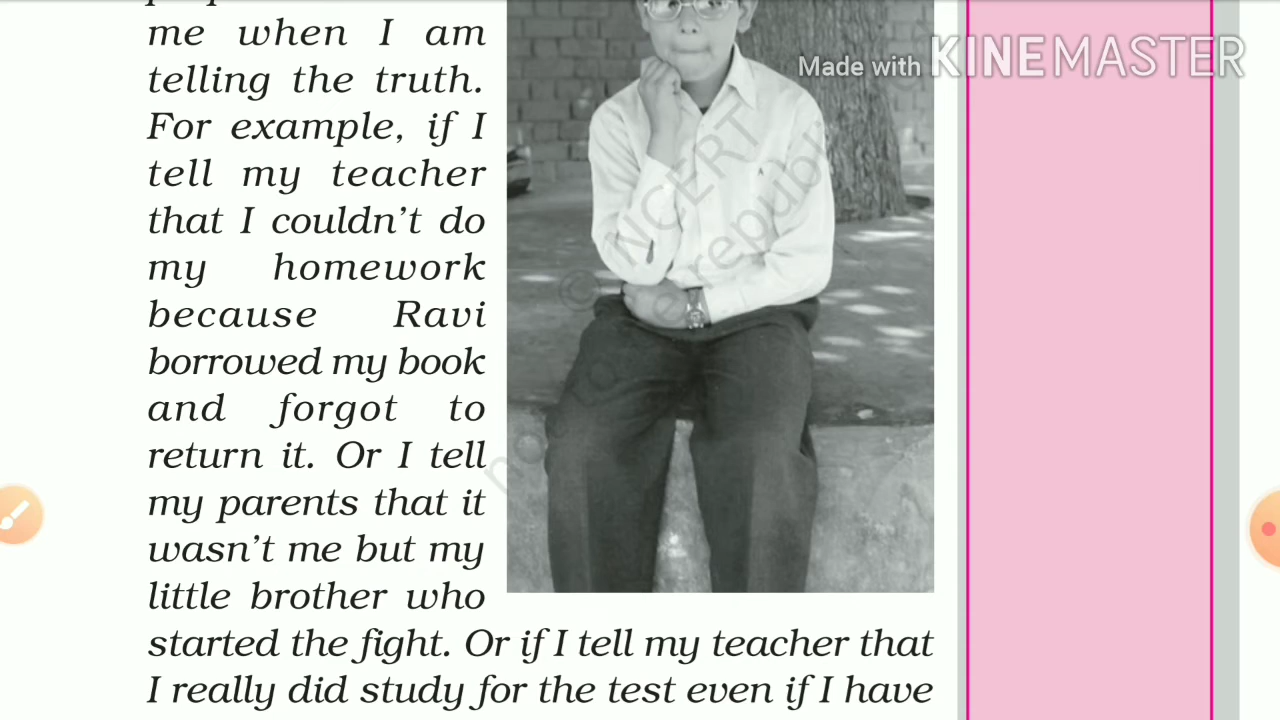 me when I am
telling the truth.
For example, if I
tell my teacher
that I couldn't do
my homework
because Ravi
borrowed my book
and forgot to
return it. Or I tell
my parents that it
wasn't me but my
little brother who
started the fight. Or if I tell my teacher that
I really did study for the test even if I have
Made with KINEMASTER
© NCERT
republ